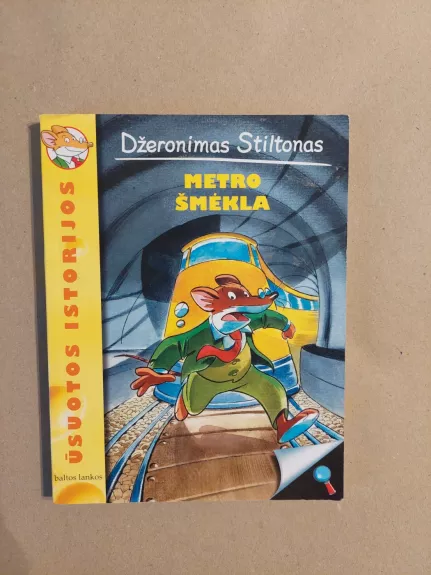 Džeronimas Stiltonas
METRO
ŠMĖKLA
ŪSUOTOS ISTORIJOS
baltos lankos